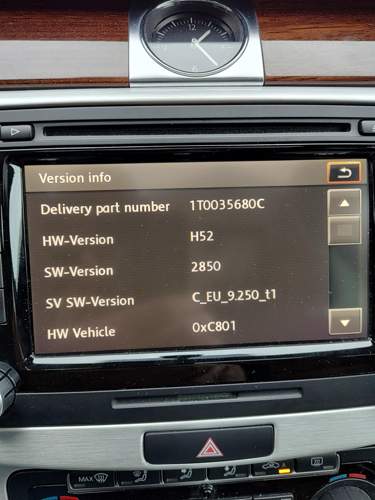 12
Version info
Delivery part number 1T0035680C
HW-Version H52
SW-Version 2850
SV SW-Version C_EU_9.250_t1
HW Vehicle 0xC801
MAX